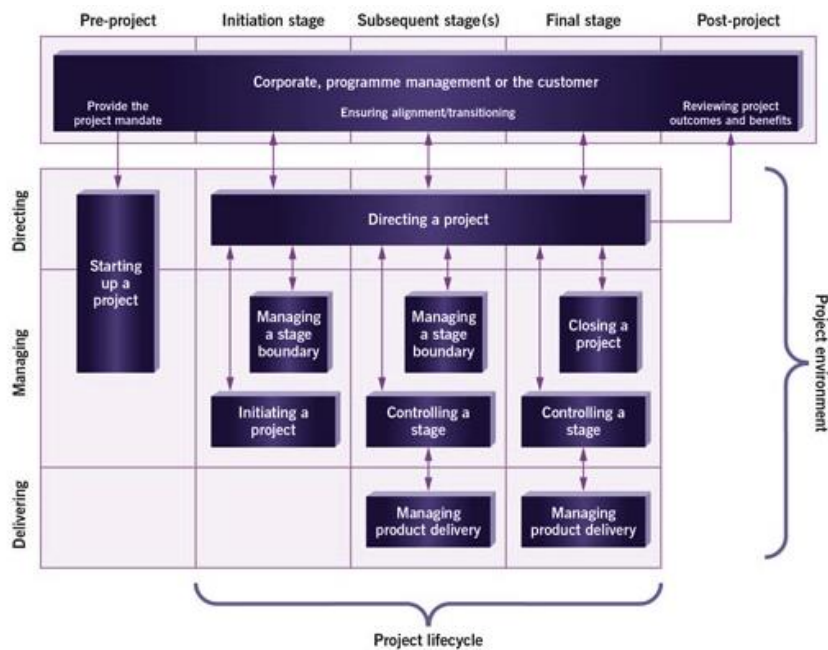 Pre-project
Initiation stage
Subsequent stage(s)
Final stage
Post-project
Corporate, programme management or the customer
Provide the
project mandate
Ensuring alignment/transitioning
Reviewing project
outcomes and benefits
Directing
Directing a project
Starting
up a
project
Managing
Managing
a stage
boundary
Managing
a stage
boundary
Closing a
project
Initiating a
project
Controlling a
stage
Controlling a
stage
Delivering
Managing
product delivery
Managing
product delivery
Project environment
Project lifecycle